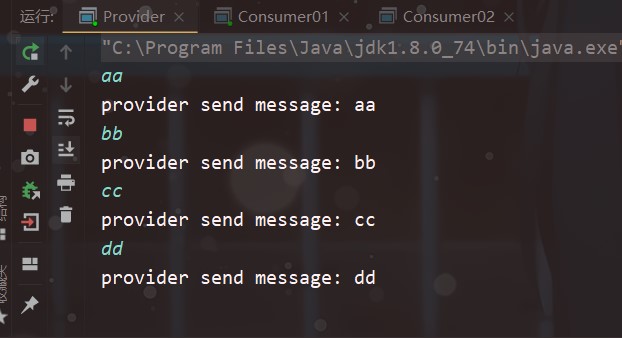 运行: Provider × Consumer01 × Consumer02 ×
"C:\Program Files\Java\jdk1.8.0_74\bin\java.exe"
aa
provider send message: aa
bb
provider send message: bb
cc
provider send message: cc
dd
provider send message: dd
结构
收藏夹